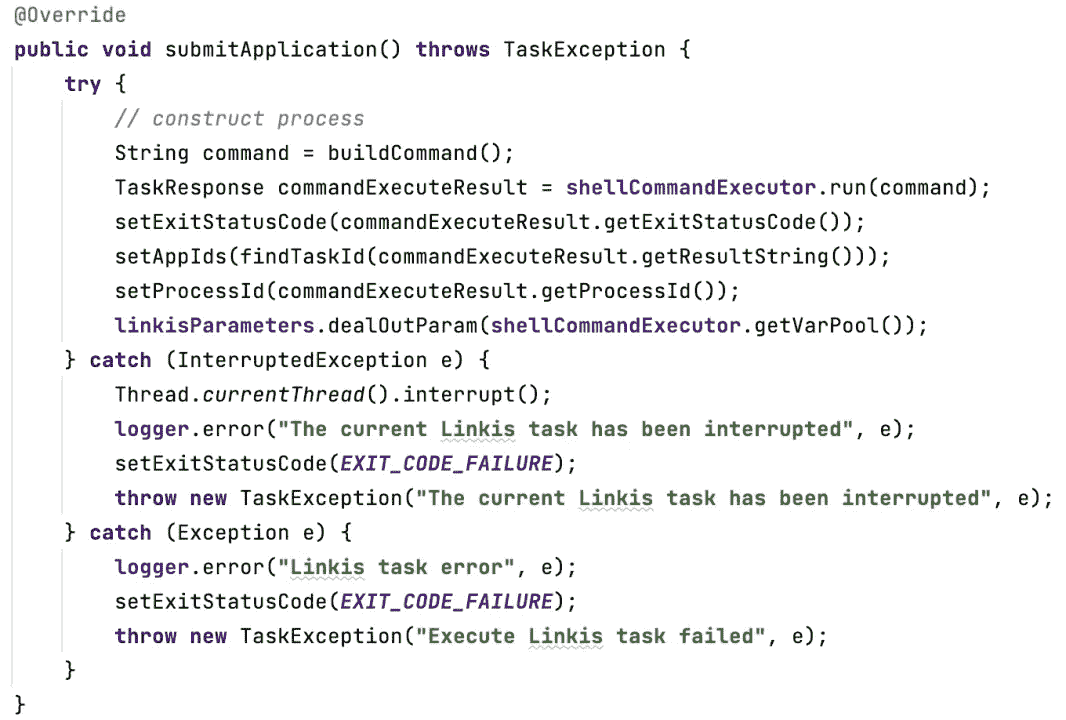 @Override
public void submitApplication() throws TaskException {
    try {
        // construct process
        String command = buildCommand();
        TaskResponse commandExecuteResult = shellCommandExecutor.run(command);
        setExitStatusCode(commandExecuteResult.getExitStatusCode());
        setAppIds(findTaskId(commandExecuteResult.getResultString()));
        setProcessId(commandExecuteResult.getProcessId());
        linkisParameters.dealOutParam(shellCommandExecutor.getVarPool());
    } catch (InterruptedException e) {
        Thread.currentThread().interrupt();
        logger.error("The current Linkis task has been interrupted", e);
        setExitStatusCode(EXIT_CODE_FAILURE);
        throw new TaskException("The current Linkis task has been interrupted", e);
    } catch (Exception e) {
        logger.error("Linkis task error", e);
        setExitStatusCode(EXIT_CODE_FAILURE);
        throw new TaskException("Execute Linkis task failed", e);
    }
}